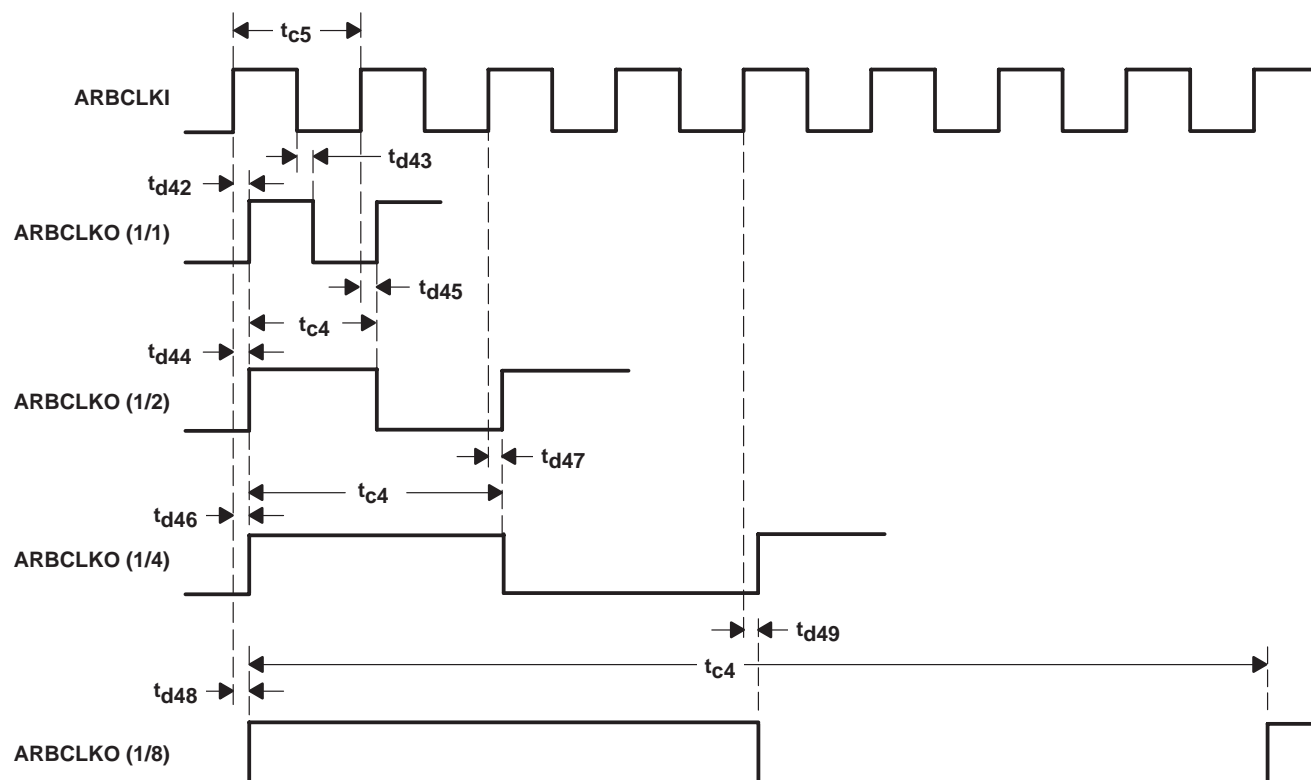 tc5
ARBCLKI
td43
td42
ARBCLKO (1/1)
td45
tc4
td44
ARBCLKO (1/2)
td47
tc4
td46
ARBCLKO (1/4)
td49
tc4
td48
ARBCLKO (1/8)